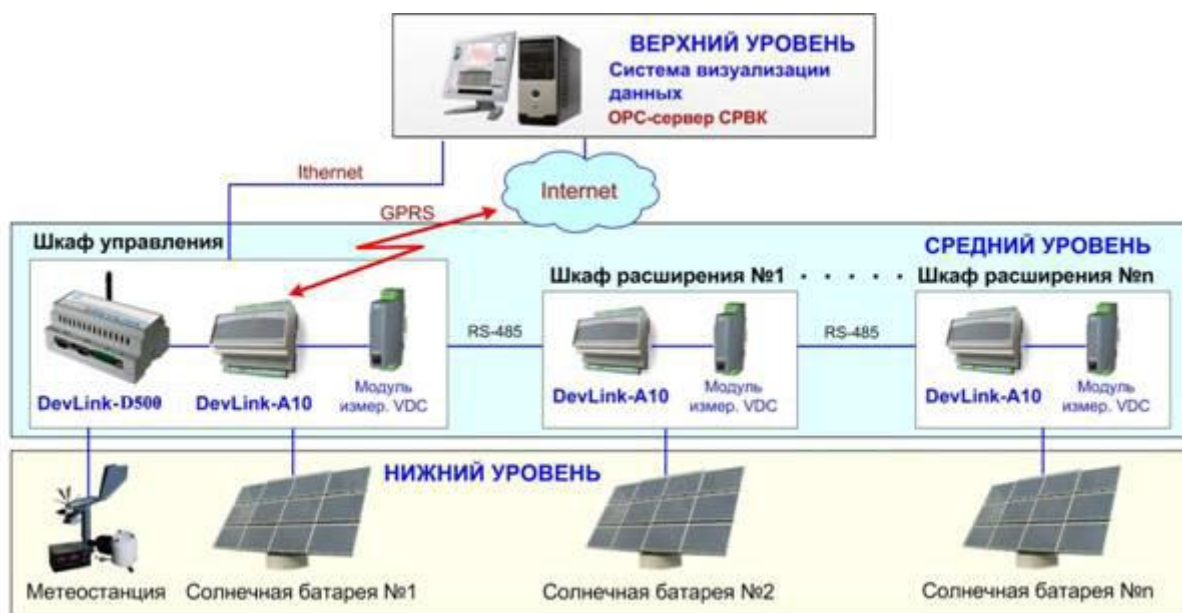 ВЕРХНИЙ УРОВЕНЬ
Система визуализации
данных
ОРС-сервер СРВК
Ithernet
Internet
GPRS
Шкаф управления
СРЕДНИЙ УРОВЕНЬ
Шкаф расширения №1 · · · · · Шкаф расширения №n
RS-485
RS-485
DevLink-D500
DevLink-A10
Модуль
измер. VDC
DevLink-A10
Модуль
измер. VDC
DevLink-A10
Модуль
измер. VDC
НИЖНИЙ УРОВЕНЬ
Метеостанция
Солнечная батарея №1
Солнечная батарея №2
Солнечная батарея №n